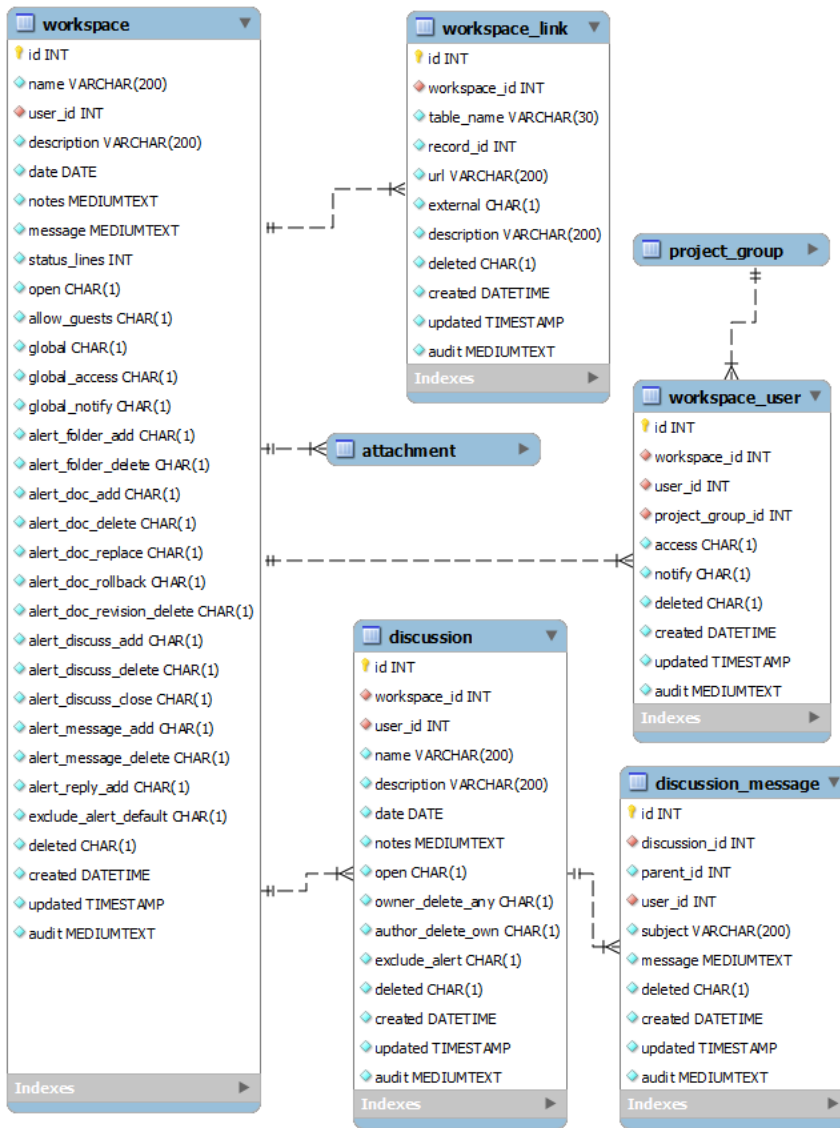 workspace
id INT
name VARCHAR(200)
user_id INT
description VARCHAR(200)
date DATE
notes MEDIUMTEXT
message MEDIUMTEXT
status_lines INT
open CHAR(1)
allow_guests CHAR(1)
global CHAR(1)
global_access CHAR(1)
global_notify CHAR(1)
alert_folder_add CHAR(1)
alert_folder_delete CHAR(1)
alert_doc_add CHAR(1)
alert_doc_delete CHAR(1)
alert_doc_replace CHAR(1)
alert_doc_rollback CHAR(1)
alert_doc_revision_delete CHAR(1)
alert_discuss_add CHAR(1)
alert_discuss_delete CHAR(1)
alert_discuss_close CHAR(1)
alert_message_add CHAR(1)
alert_message_delete CHAR(1)
alert_reply_add CHAR(1)
exclude_alert_default CHAR(1)
deleted CHAR(1)
created DATETIME
updated TIMESTAMP
audit MEDIUMTEXT
Indexes
workspace_link
id INT
workspace_id INT
table_name VARCHAR(30)
record_id INT
url VARCHAR(200)
external CHAR(1)
description VARCHAR(200)
deleted CHAR(1)
created DATETIME
updated TIMESTAMP
audit MEDIUMTEXT
Indexes
project_group
attachment
workspace_user
id INT
workspace_id INT
user_id INT
project_group_id INT
access CHAR(1)
notify CHAR(1)
deleted CHAR(1)
created DATETIME
updated TIMESTAMP
audit MEDIUMTEXT
Indexes
discussion
id INT
workspace_id INT
user_id INT
name VARCHAR(200)
description VARCHAR(200)
date DATE
notes MEDIUMTEXT
open CHAR(1)
owner_delete_any CHAR(1)
author_delete_own CHAR(1)
exclude_alert CHAR(1)
deleted CHAR(1)
created DATETIME
updated TIMESTAMP
audit MEDIUMTEXT
Indexes
discussion_message
id INT
discussion_id INT
parent_id INT
user_id INT
subject VARCHAR(200)
message MEDIUMTEXT
deleted CHAR(1)
created DATETIME
updated TIMESTAMP
audit MEDIUMTEXT
Indexes